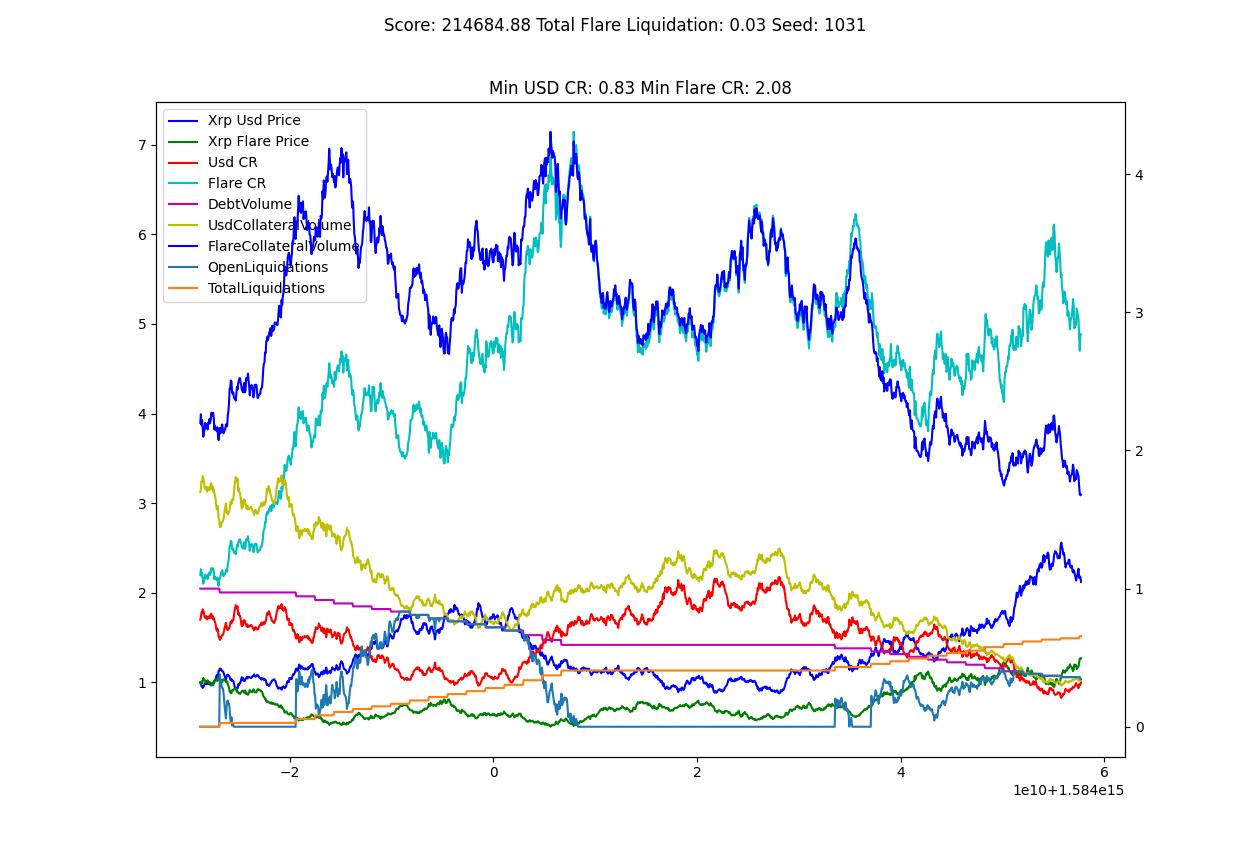 Score: 214684.88 Total Flare Liquidation: 0.03 Seed: 1031
Min USD CR: 0.83 Min Flare CR: 2.08
Xrp Usd Price
Xrp Flare Price
Usd CR
Flare CR
DebtVolume
UsdCollateralVolume
FlareCollateralVolume
OpenLiquidations
TotalLiquidations
7
6
5
4
3
2
1
4
3
2
1
0
−2
0
2
4
6
1e10+1.584e15